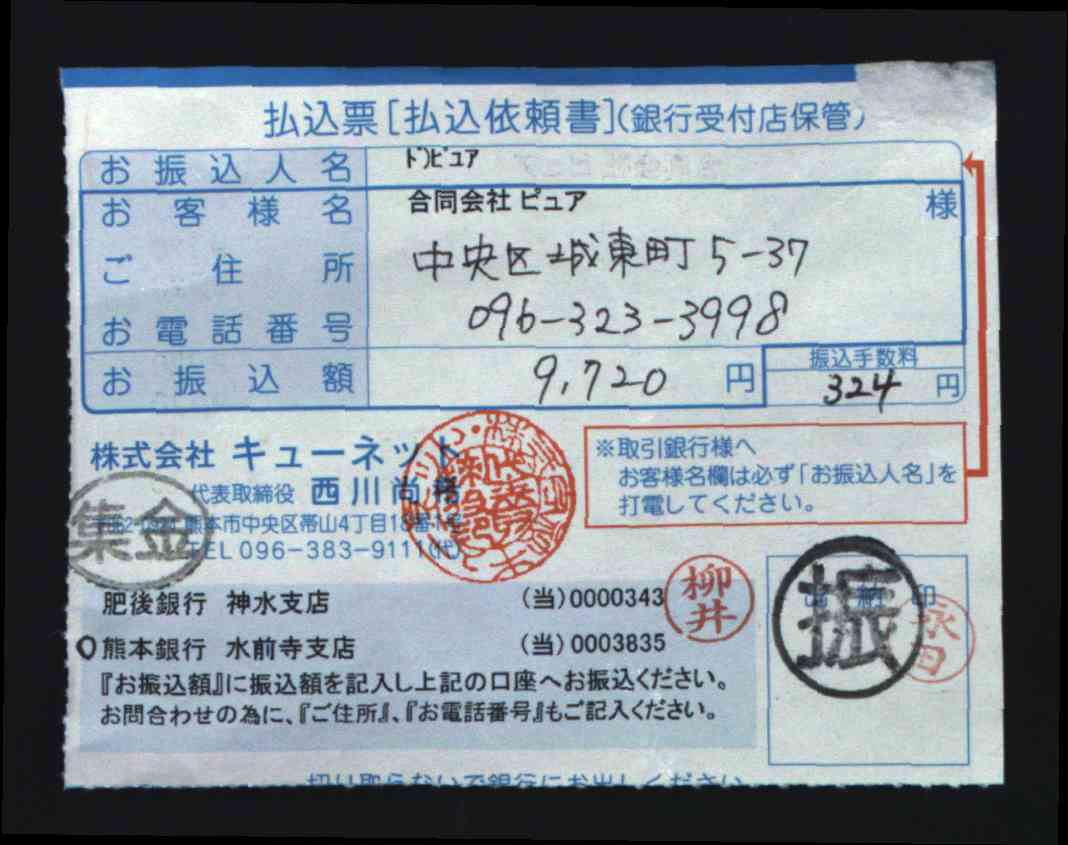 払込票[払込依頼書](銀行受付店保管)
お振込人名 ド)ピュア
お客様名 合同会社 ピュア 様
ご住所 中央区城東町5-37
お電話番号 096-323-3998
お振込額 9,720 円
振込手数料
324 円
株式会社 キューネット
代表取締役 西川尚希
熊本市中央区帯山4丁目18番
TEL 096-383-9111(代)
集金
※取引銀行様へ
お客様名欄は必ず「お振込人名」を
打電してください。
肥後銀行 神水支店 (当)0000343
熊本銀行 水前寺支店 (当)0003835
柳井
振
印
永田
『お振込額』に振込額を記入し上記の口座へお振込ください。
お問合わせの為に、『ご住所』、『お電話番号』もご記入ください。
切り取らないで銀行にお出しください